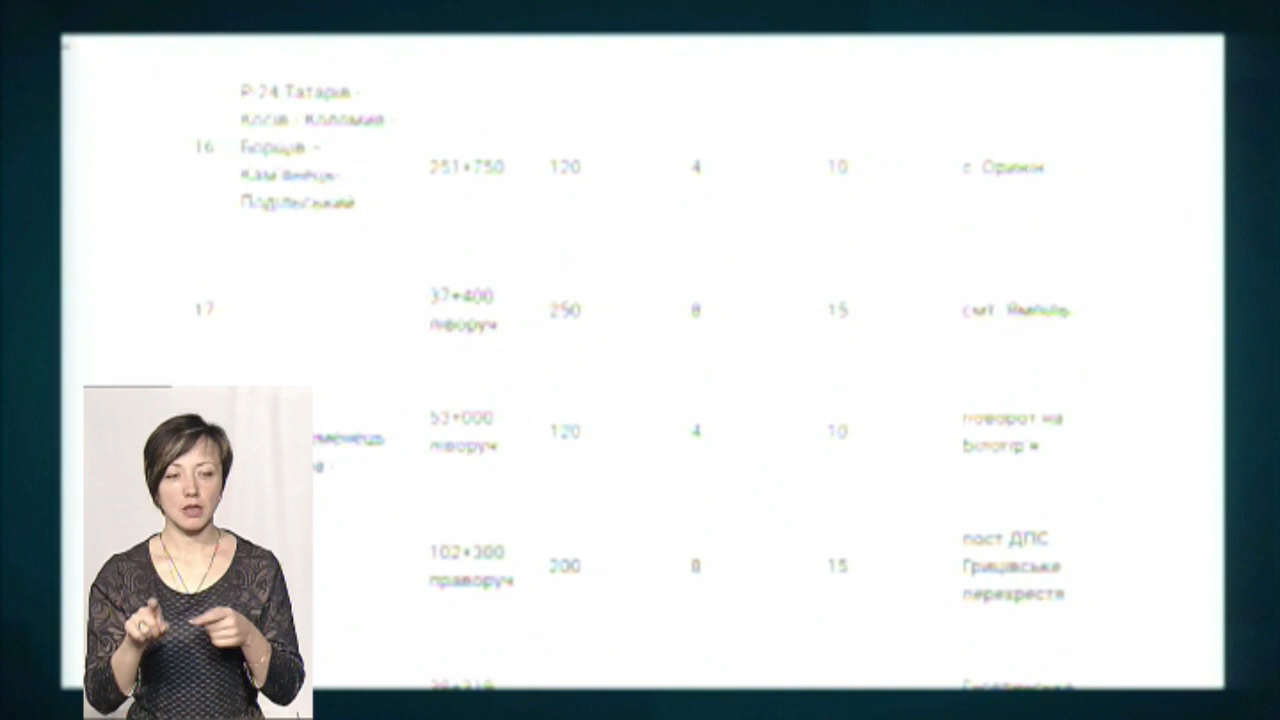 Р-24 Татарів -
Косів - Коломия -
16 Борщів -
Кам'янець-
Подільський
251+750 120 4 10 с. Оринін
17
37+400
ліворуч
250 8 15 смт. Ямпіль
53+000
ліворуч
120 4 10
поворот на
еменець
102+300
праворуч
200 8 15
пост ДПС
Грицівське
перехрестя